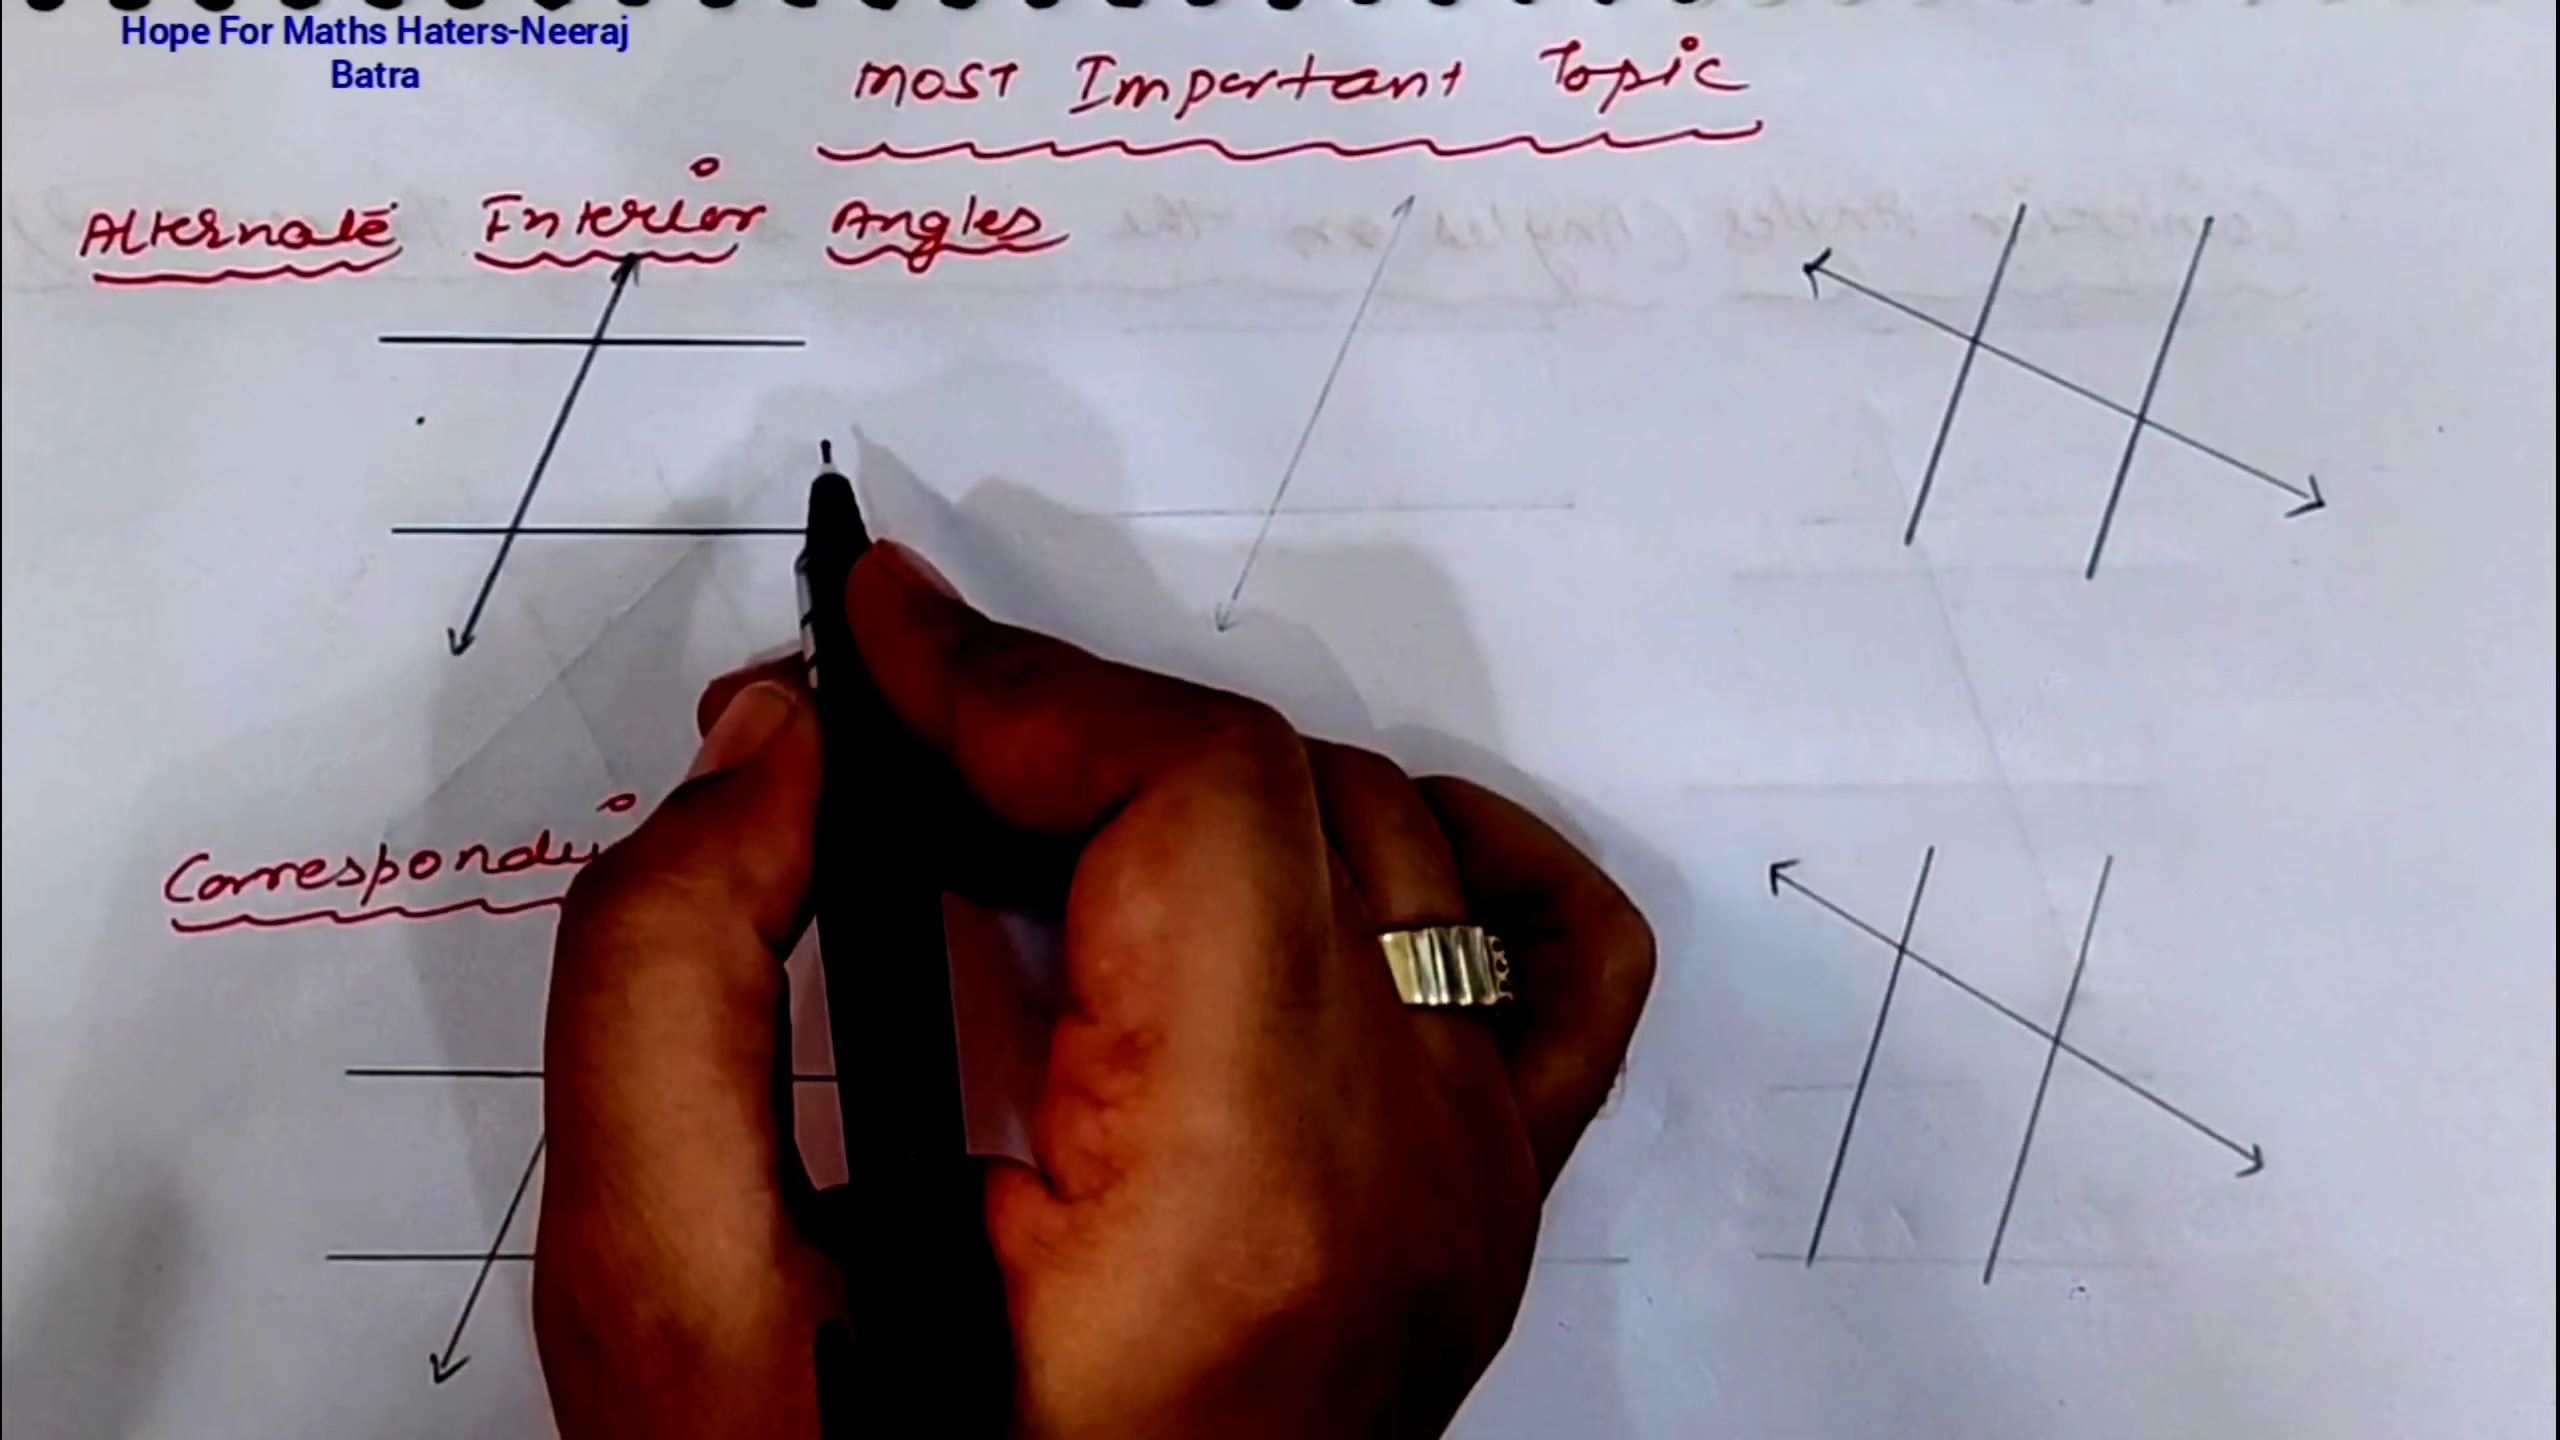 Hope For Maths Haters-Neeraj
Batra
Most Important Topic
Alternate Interior Angles